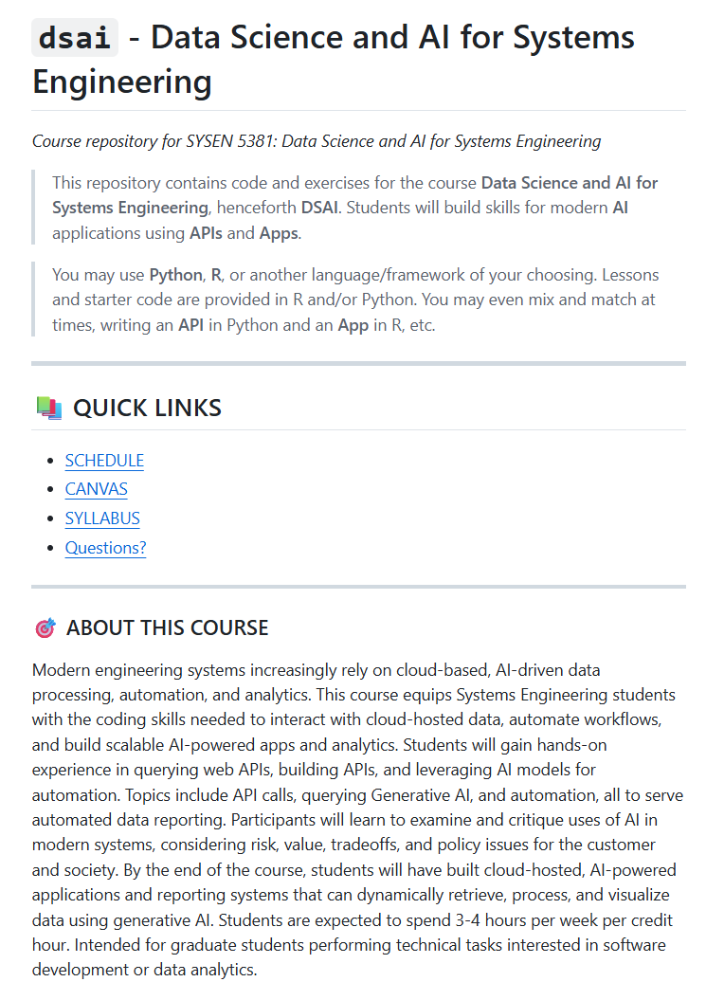 dsai - Data Science and AI for Systems
Engineering
Course repository for SYSEN 5381: Data Science and AI for Systems Engineering
This repository contains code and exercises for the course Data Science and AI for
Systems Engineering, henceforth DSAI. Students will build skills for modern AI
applications using APIs and Apps.
You may use Python, R, or another language/framework of your choosing. Lessons
and starter code are provided in R and/or Python. You may even mix and match at
times, writing an API in Python and an App in R, etc.
QUICK LINKS
SCHEDULE
CANVAS
SYLLABUS
Questions?
ABOUT THIS COURSE
Modern engineering systems increasingly rely on cloud-based, AI-driven data
processing, automation, and analytics. This course equips Systems Engineering students
with the coding skills needed to interact with cloud-hosted data, automate workflows,
and build scalable AI-powered apps and analytics. Students will gain hands-on
experience in querying web APIs, building APIs, and leveraging AI models for
automation. Topics include API calls, querying Generative AI, and automation, all to serve
automated data reporting. Participants will learn to examine and critique uses of AI in
modern systems, considering risk, value, tradeoffs, and policy issues for the customer
and society. By the end of the course, students will have built cloud-hosted, AI-powered
applications and reporting systems that can dynamically retrieve, process, and visualize
data using generative AI. Students are expected to spend 3-4 hours per week per credit
hour. Intended for graduate students performing technical tasks interested in software
development or data analytics.